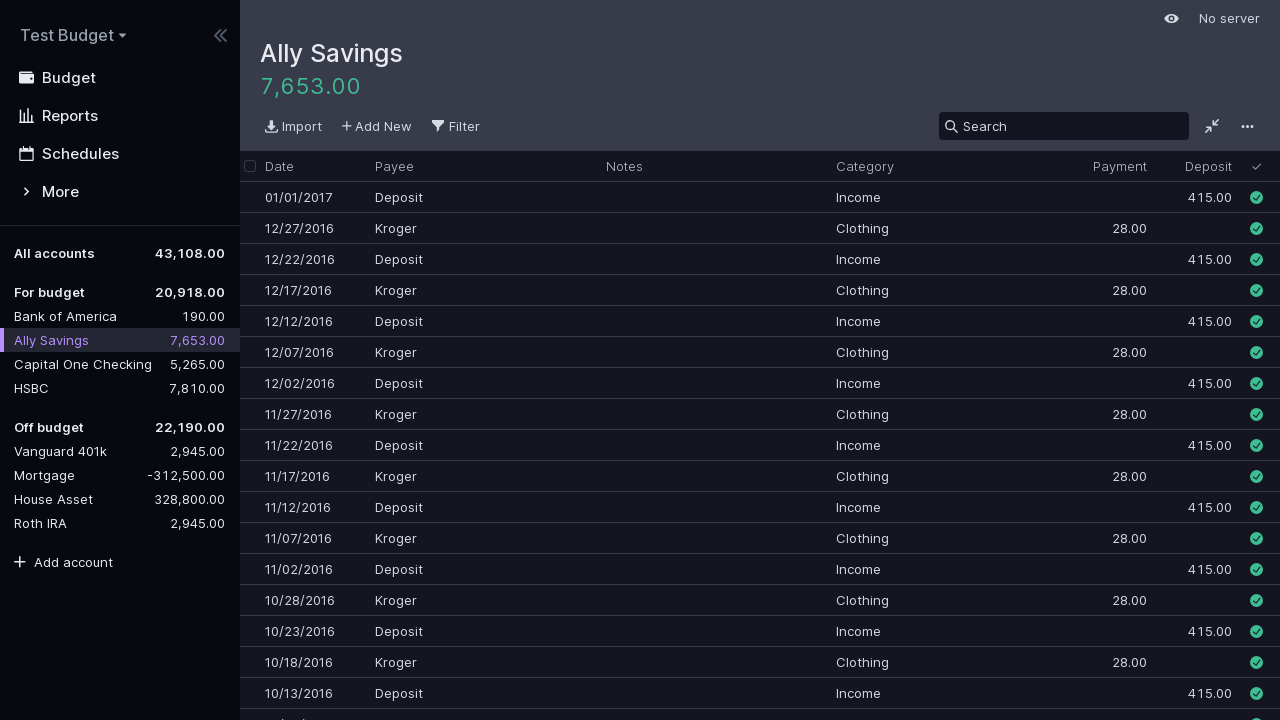 Test Budget
Budget
Reports
Schedules
More
All accounts 43,108.00
For budget 20,918.00
Bank of America 190.00
Ally Savings 7,653.00
Capital One Checking 5,265.00
HSBC 7,810.00
Off budget 22,190.00
Vanguard 401k 2,945.00
Mortgage -312,500.00
House Asset 328,800.00
Roth IRA 2,945.00
Add account
No server
Ally Savings
7,653.00
Import Add New Filter Search
Date Payee Notes Category Payment Deposit
01/01/2017 Deposit Income 415.00
12/27/2016 Kroger Clothing 28.00
12/22/2016 Deposit Income 415.00
12/17/2016 Kroger Clothing 28.00
12/12/2016 Deposit Income 415.00
12/07/2016 Kroger Clothing 28.00
12/02/2016 Deposit Income 415.00
11/27/2016 Kroger Clothing 28.00
11/22/2016 Deposit Income 415.00
11/17/2016 Kroger Clothing 28.00
11/12/2016 Deposit Income 415.00
11/07/2016 Kroger Clothing 28.00
11/02/2016 Deposit Income 415.00
10/28/2016 Kroger Clothing 28.00
10/23/2016 Deposit Income 415.00
10/18/2016 Kroger Clothing 28.00
10/13/2016 Deposit Income 415.00